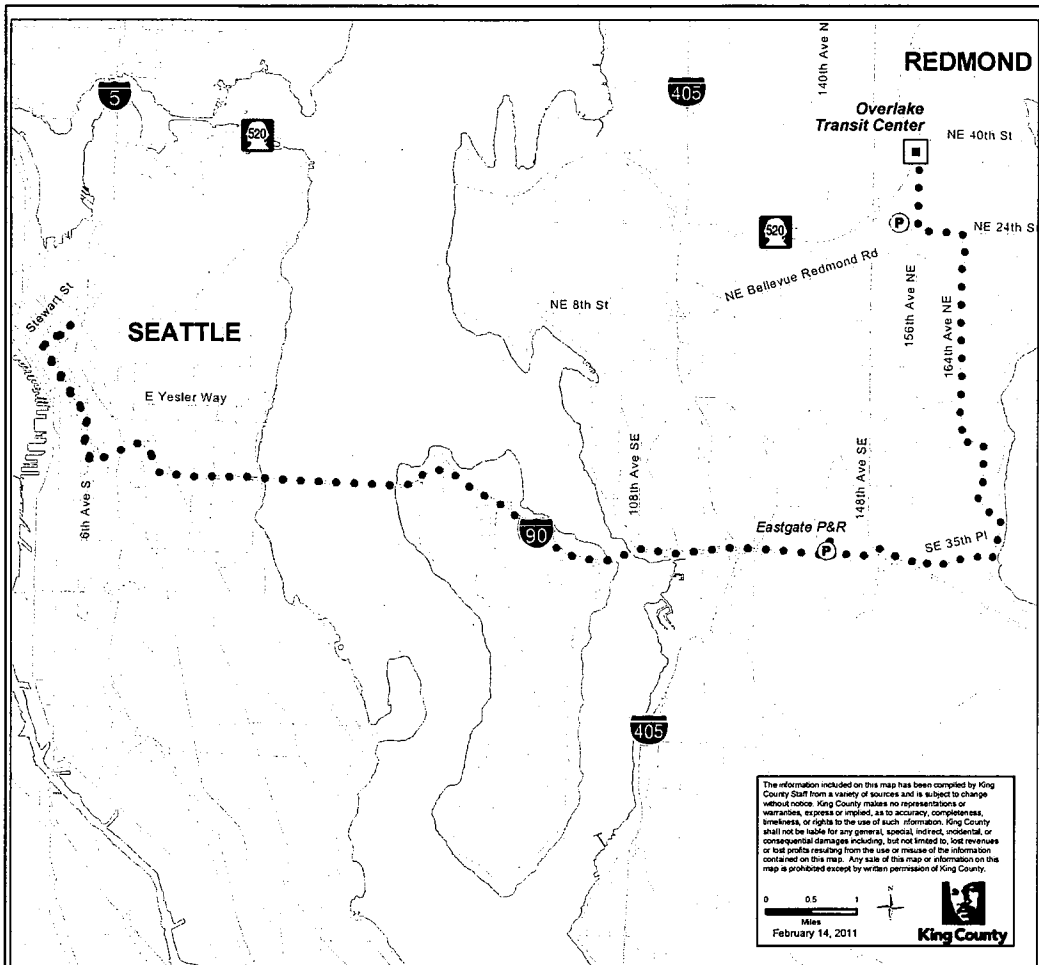 REDMOND
5
405
140th Ave N
Overlake
Transit Center
NE 40th St
520
P
NE 24th St
520
NE Bellevue Redmond Rd
156th Ave NE
164th Ave NE
NE 8th St
Stewart St
SEATTLE
E Yesler Way
6th Ave S
108th Ave SE
148th Ave SE
90
Eastgate P&R
P
SE 35th Pl
405
The information included on this map has been compiled by King
County Staff from a variety of sources and is subject to change
without notice. King County makes no representations or
warranties, express or implied, as to accuracy, completeness,
timeliness, or rights to the use of such information. King County
shall not be liable for any general, special, indirect, incidental, or
consequential damages including, but not limited to, lost revenues
or lost profits resulting from the use or misuse of the information
contained on this map. Any sale of this map or information on this
map is prohibited except by written permission of King County.
N
0 0.5 1
Miles
February 14, 2011
King County